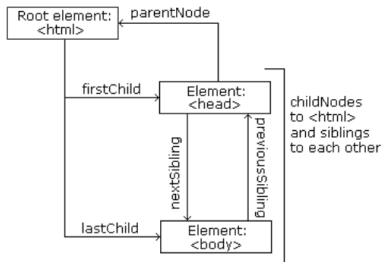 Root element:
<html>
parentNode
firstChild
Element:
<head>
childNodes
to <html>
and siblings
to each other
nextSibling
previousSibling
lastChild
Element:
<body>